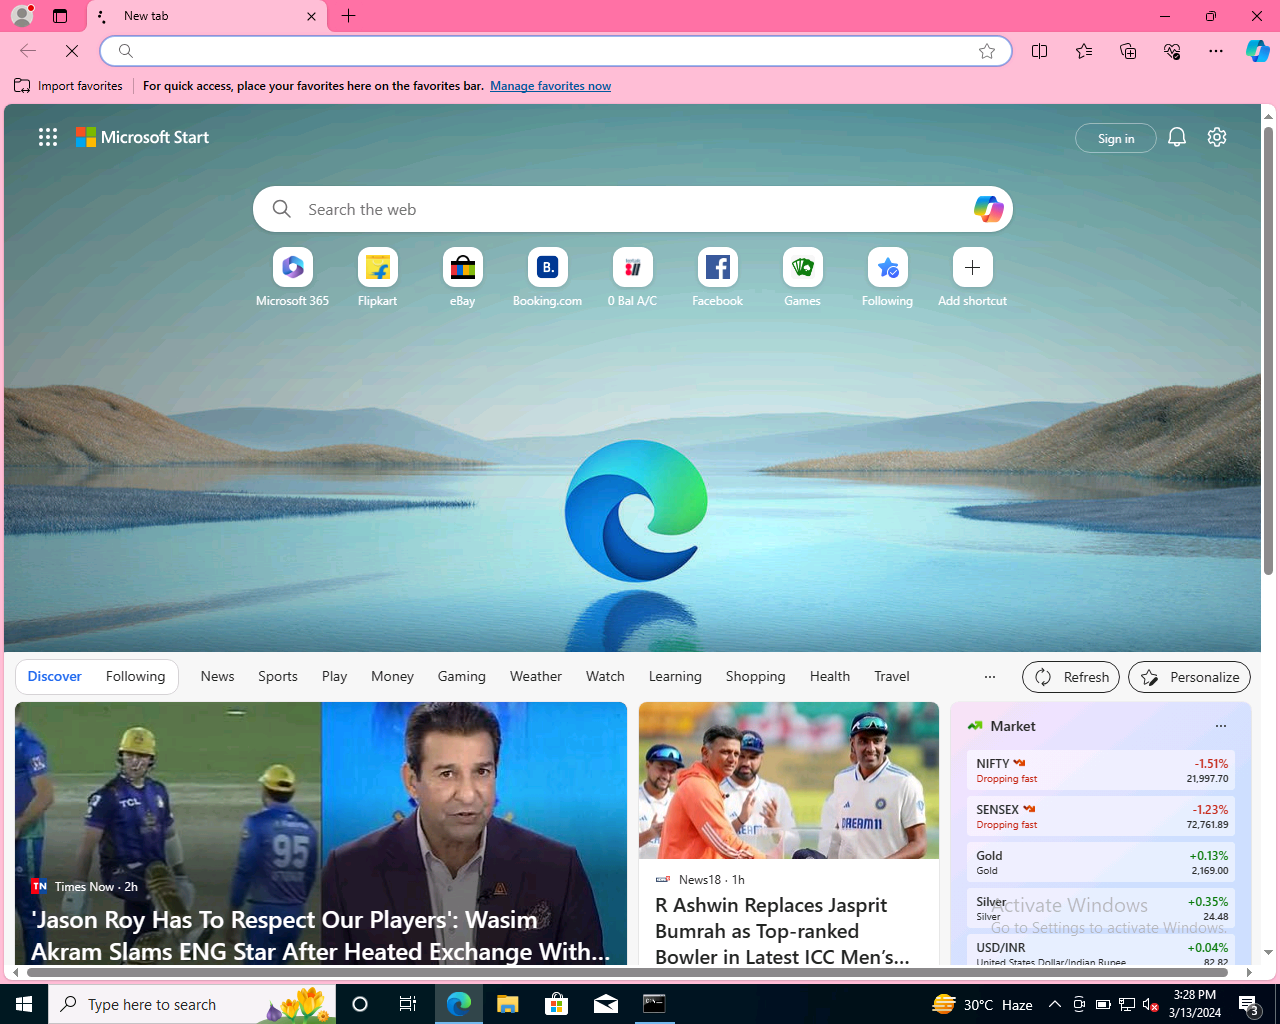 New tab
Import favorites
For quick access, place your favorites here on the favorites bar. Manage favorites now
Microsoft Start
Sign in
Search the web
Microsoft 365
Flipkart
eBay
Booking.com
0 Bal A/C
Facebook
Games
Following
Add shortcut
Discover
Following
News
Sports
Play
Money
Gaming
Weather
Watch
Learning
Shopping
Health
Travel
Refresh
Personalize
TCL
95
TN Times Now · 2h
'Jason Roy Has To Respect Our Players': Wasim
Akram Slams ENG Star After Heated Exchange With...
DREAM11
News18 · 1h
R Ashwin Replaces Jasprit
Bumrah as Top-ranked
Bowler in Latest ICC Men's...
Market
NIFTY -1.51%
Dropping fast 21,997.70
SENSEX -1.23%
Dropping fast 72,761.89
Gold +0.13%
Gold 2,169.00
Silver +0.35%
Silver 24.48
USD/INR +0.04%
United States Dollar/Indian Rupee 82.82
Activate Windows
Go to Settings to activate Windows.
Type here to search
30°C Haze
3:28 PM
3/13/2024
3